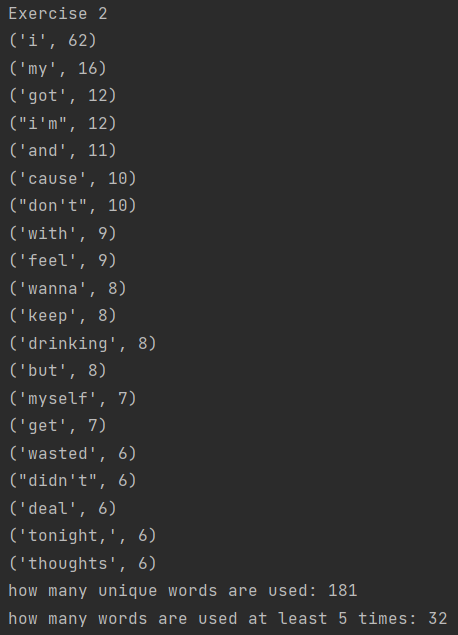 Exercise 2
('i', 62)
('my', 16)
('got', 12)
("i'm", 12)
('and', 11)
('cause', 10)
("don't", 10)
('with', 9)
('feel', 9)
('wanna', 8)
('keep', 8)
('drinking', 8)
('but', 8)
('myself', 7)
('get', 7)
('wasted', 6)
("didn't", 6)
('deal', 6)
('tonight,', 6)
('thoughts', 6)
how many unique words are used: 181
how many words are used at least 5 times: 32